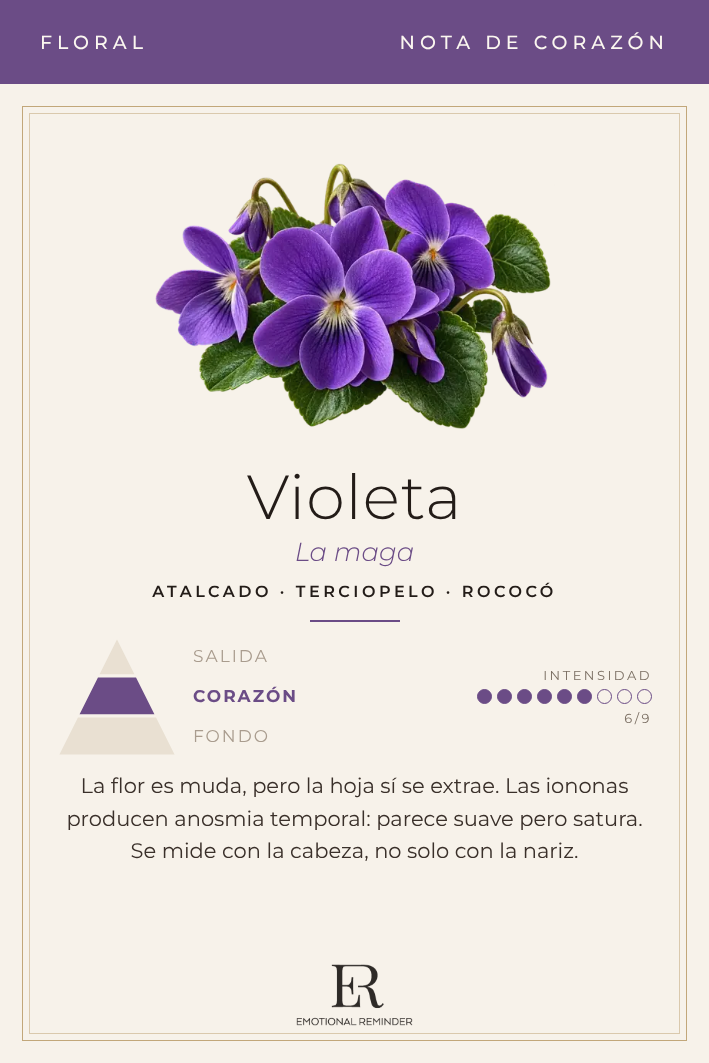 FLORAL
NOTA DE CORAZÓN
Violeta
La maga
ATALCADO · TERCIOPELO · ROCOCÓ
SALIDA
CORAZÓN
FONDO
INTENSIDAD
6/9
La flor es muda, pero la hoja sí se extrae. Las iononas
producen anosmia temporal: parece suave pero satura.
Se mide con la cabeza, no solo con la nariz.
ER
EMOTIONAL REMINDER